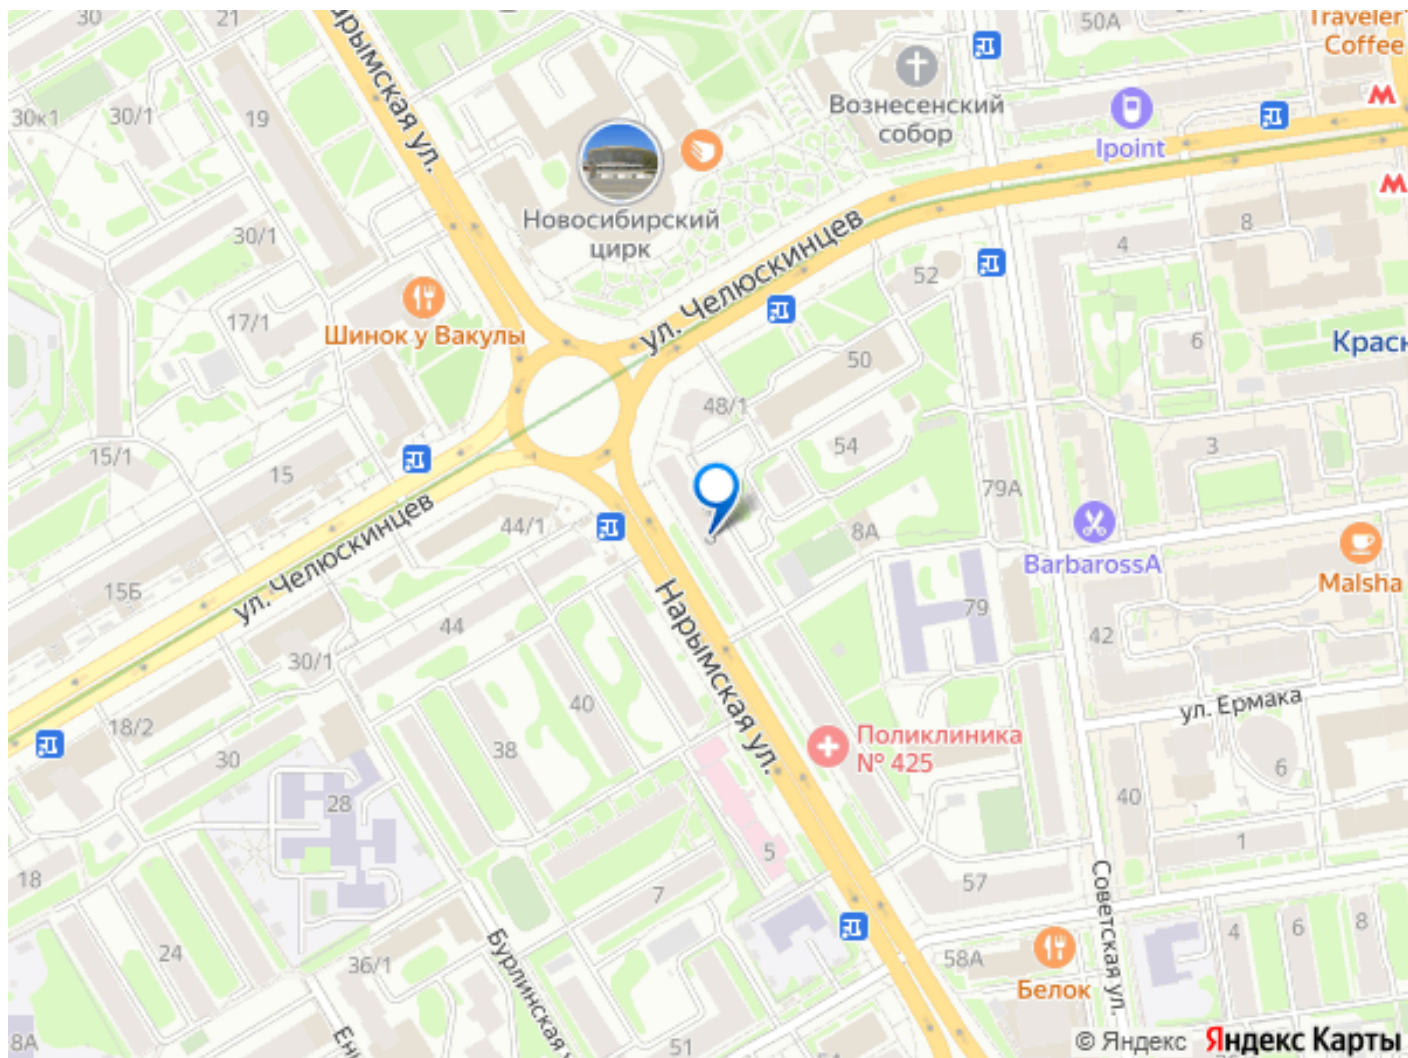 30
21
50А
Traveler'
Coffee
Нарымская ул.
30к1
30/1
19
Вознесенский
собор
Ipoint
Новосибирский
цирк
30/1
ул. Челюскинцев
52
4
8
17/1
Шинок у Вакулы
50
6
Красн
48/1
54
3
15/1
15
79А
44/1
8А
BarbarossA
Malsha
ул. Челюскинцев
15Б
Нарымская ул.
79
42
44
30/1
40
ул. Ермака
18/2
30
38
Поликлиника
№ 425
6
28
40
5
1
18
7
57
Советская ул.
24
36/1
Бурлинская
58А
4
6
8
Белок
8А
51
© Яндекс Яндекс Карты